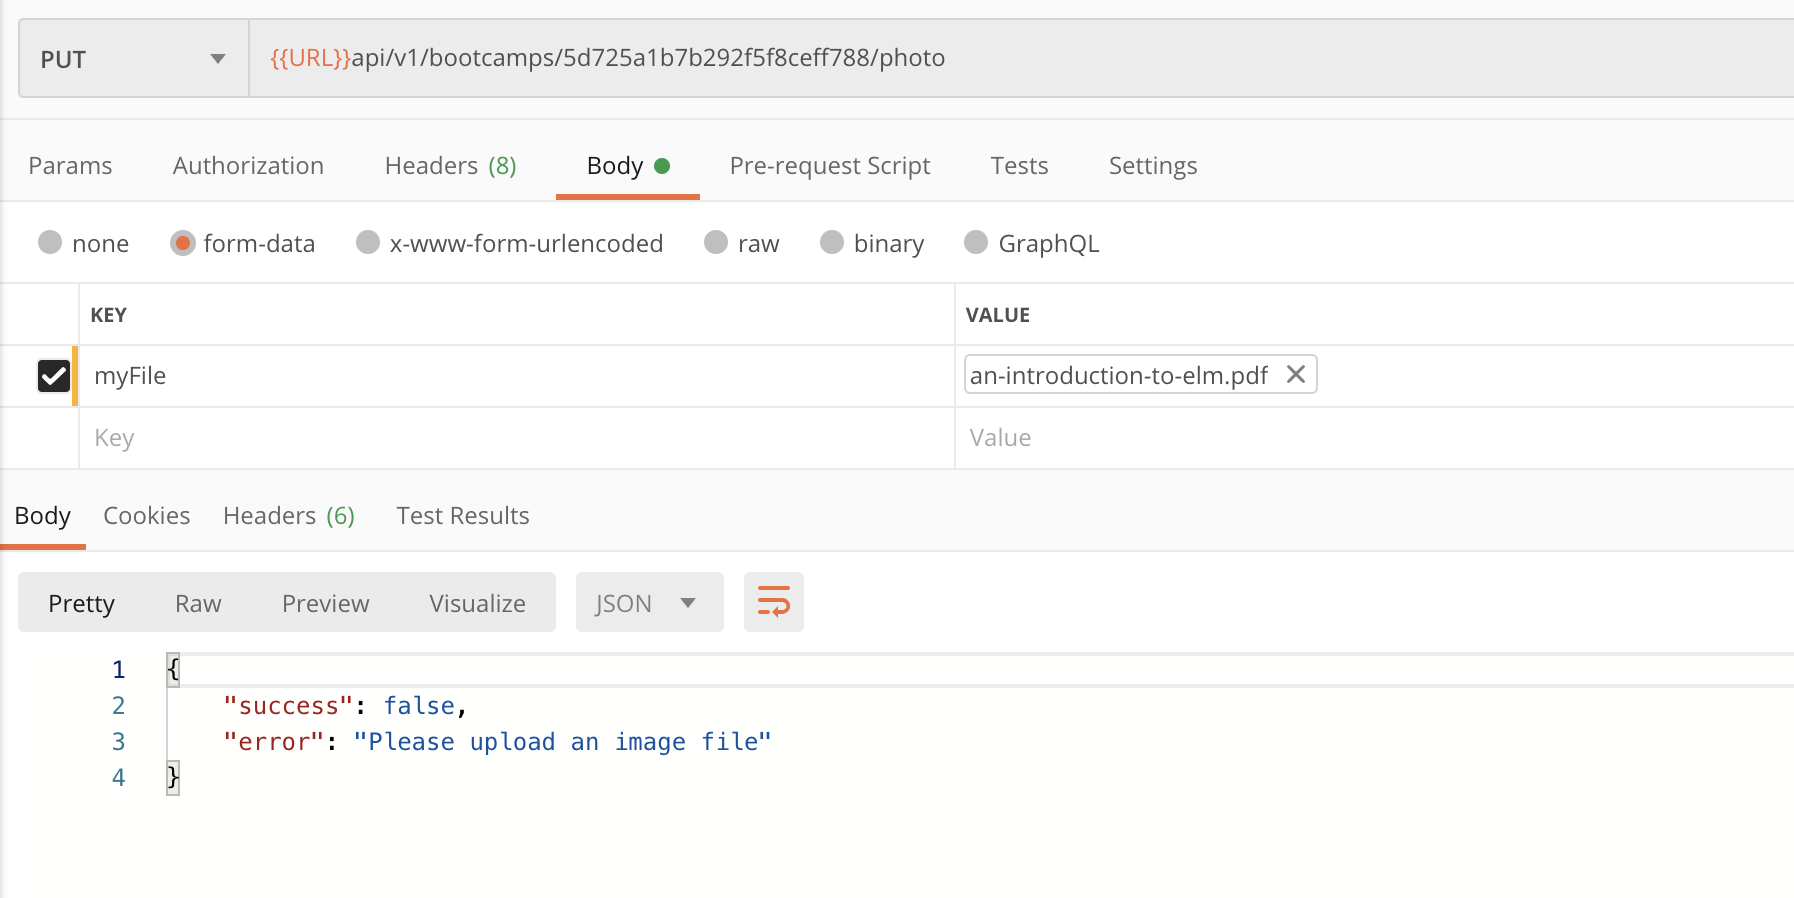 PUT {{URL}}api/v1/bootcamps/5d725a1b7b292f5f8ceff788/photo
Params Authorization Headers (8) Body Pre-request Script Tests Settings
none form-data x-www-form-urlencoded raw binary GraphQL
KEY VALUE
myFile an-introduction-to-elm.pdf
Key Value
Body Cookies Headers (6) Test Results
Pretty Raw Preview Visualize JSON
1 {
2 "success": false,
3 "error": "Please upload an image file"
4 }